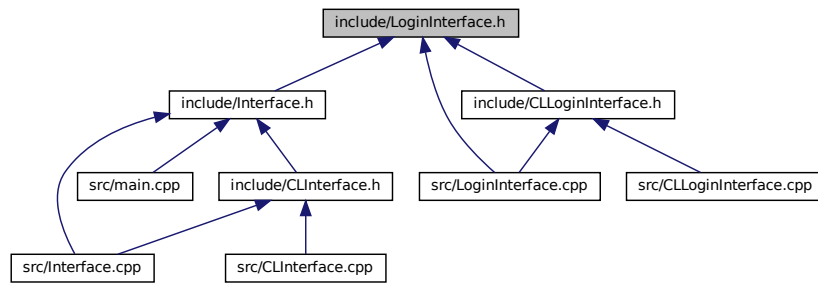 include/LoginInterface.h
include/Interface.h
include/CLLoginInterface.h
src/main.cpp
include/CLInterface.h
src/LoginInterface.cpp
src/CLLoginInterface.cpp
src/Interface.cpp
src/CLInterface.cpp